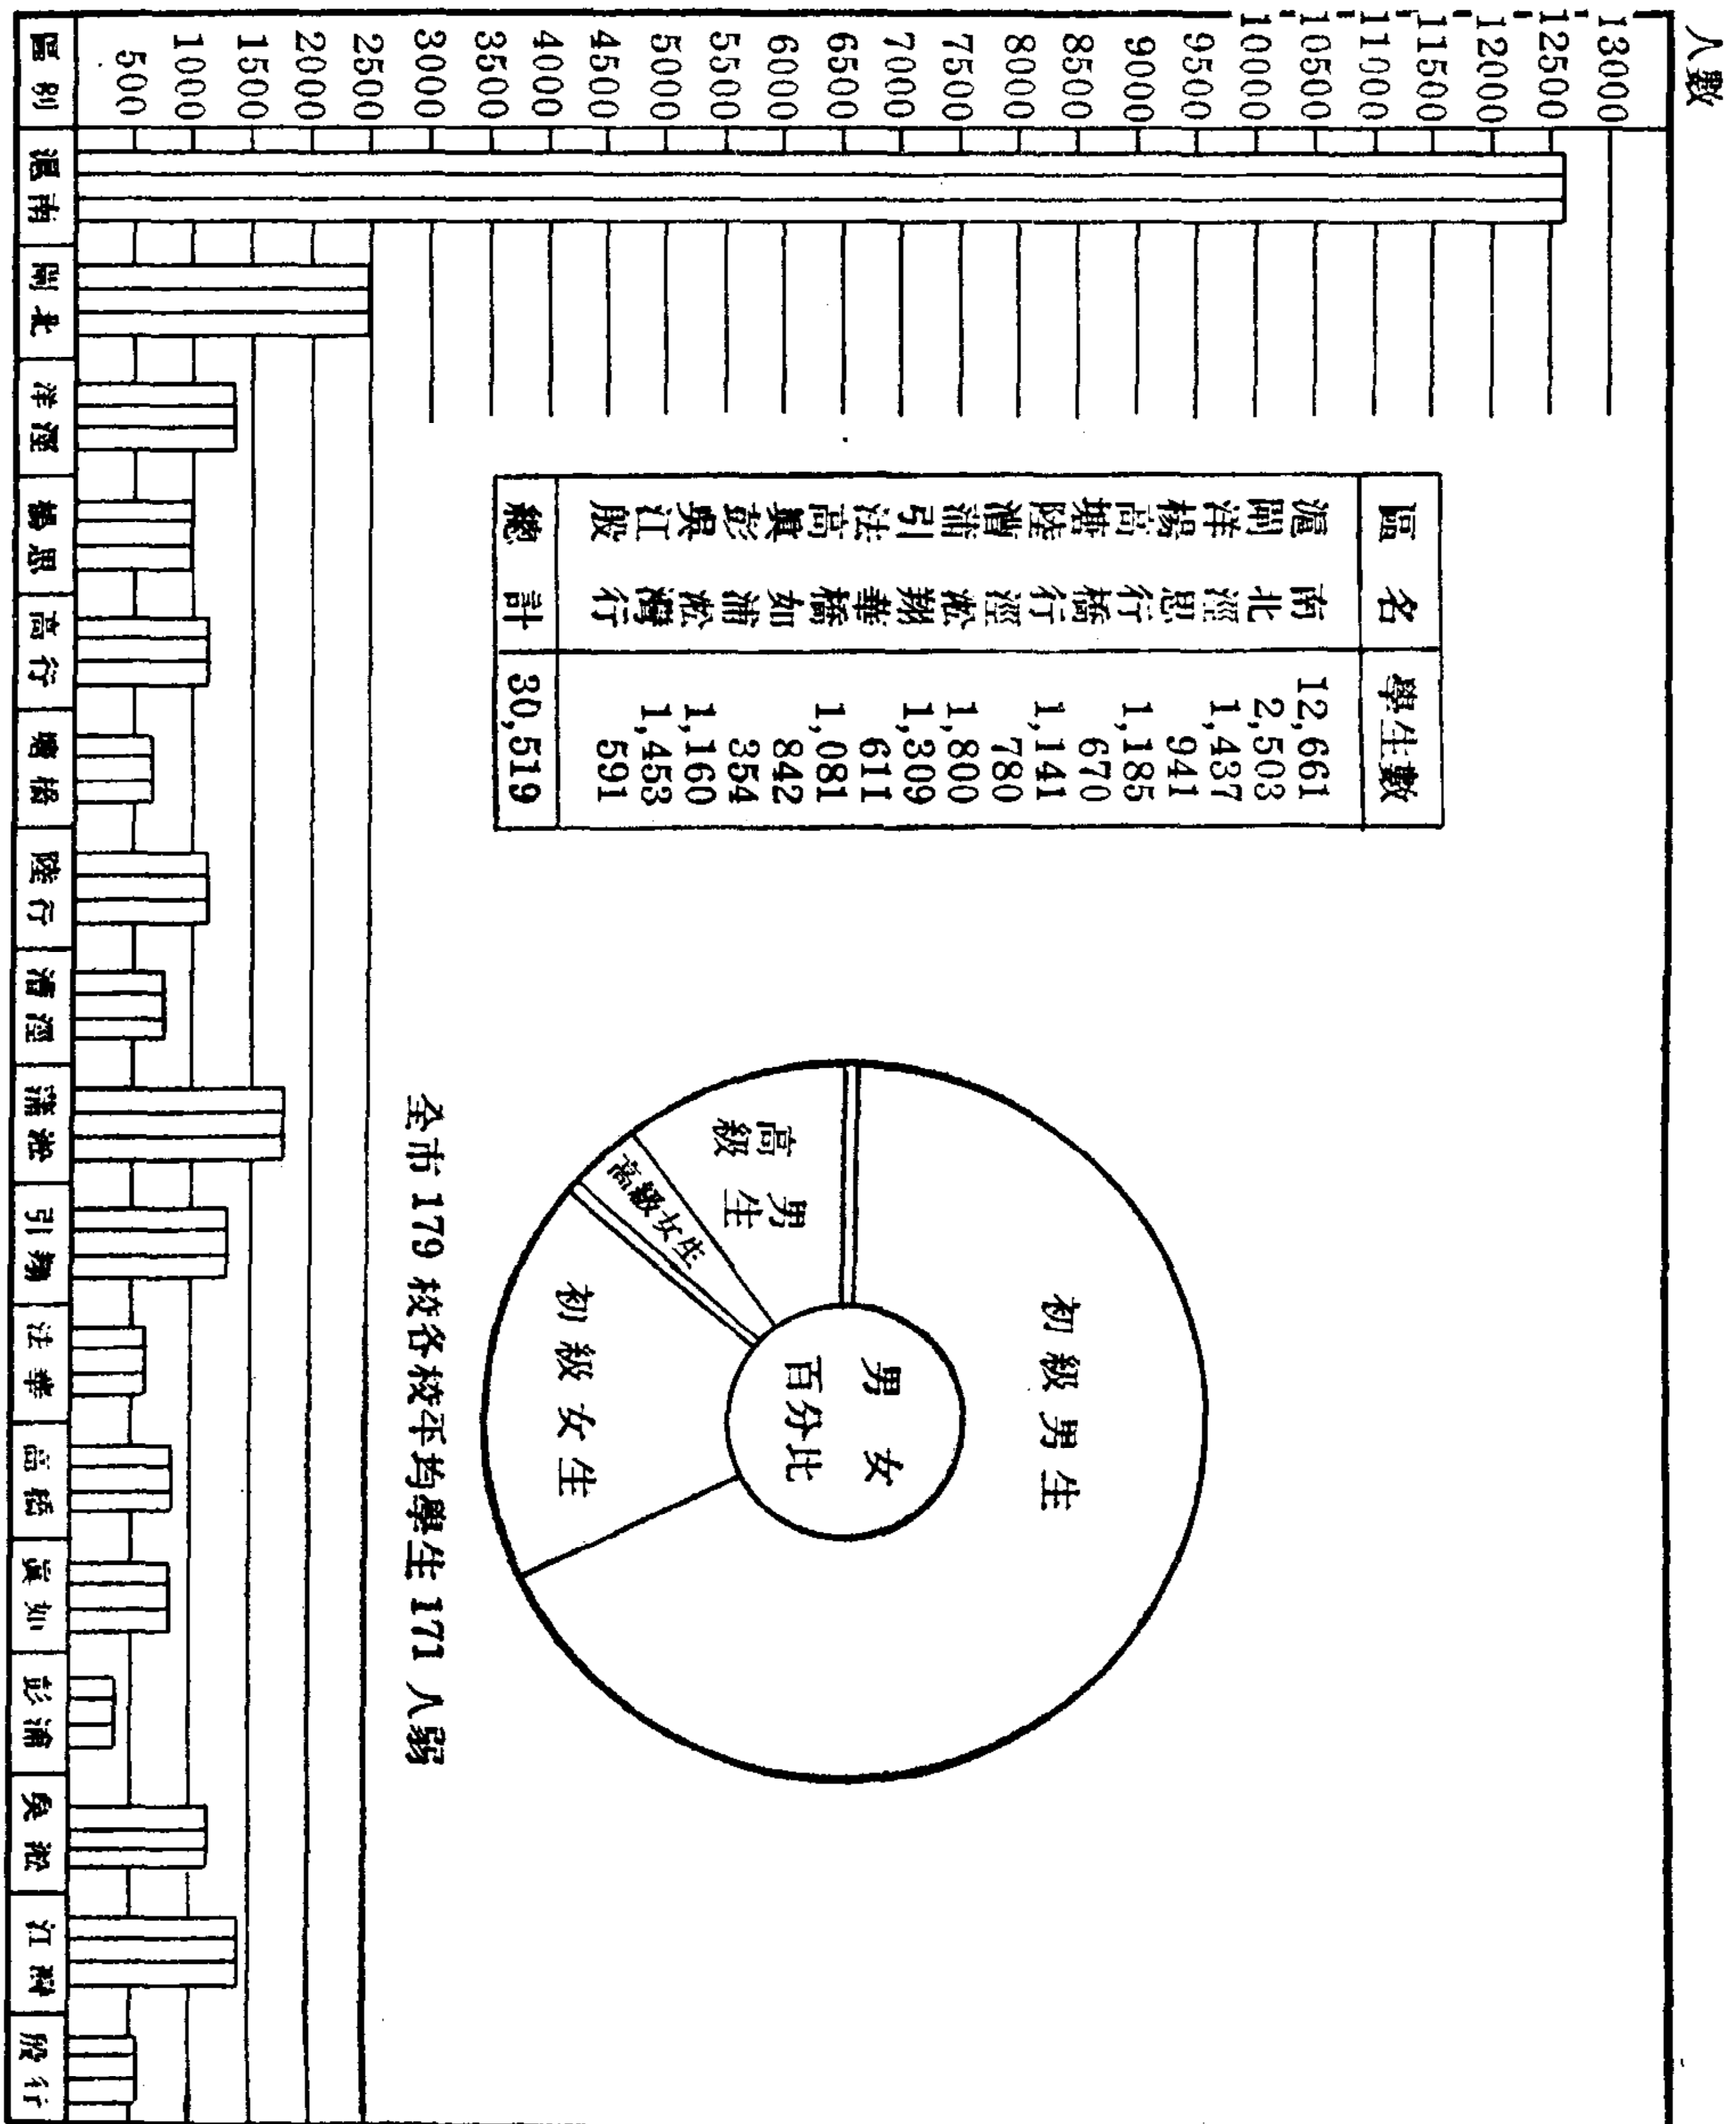 人數
13000
12500
12000
11500
11000
10500
10000
9500
9000
8500
8000
7500
7000
6500
6000
5500
5000
4500
4000
3500
3000
2500
2000
1500
1000
500
區別 滬南 閘北 洋涇 楊思 高行 塘橋 陸行 漕涇 蒲淞 引翔 法華 高橋 眞如 彭浦 吳淞 江灣 殷行
區名 學生數
滬南 12,661
閘北 2,503
洋涇 1,437
楊思 941
高行 1,185
塘橋 670
陸行 1,141
漕涇 780
蒲淞 1,800
引翔 1,309
法華 611
高橋 1,081
眞如 842
彭浦 354
吳淞 1,160
江灣 1,453
殷行 591
總計 30,519
初級男生
男女
百分比
高級
男生
高級女生
初級女生
全市179校各校平均學生171人弱